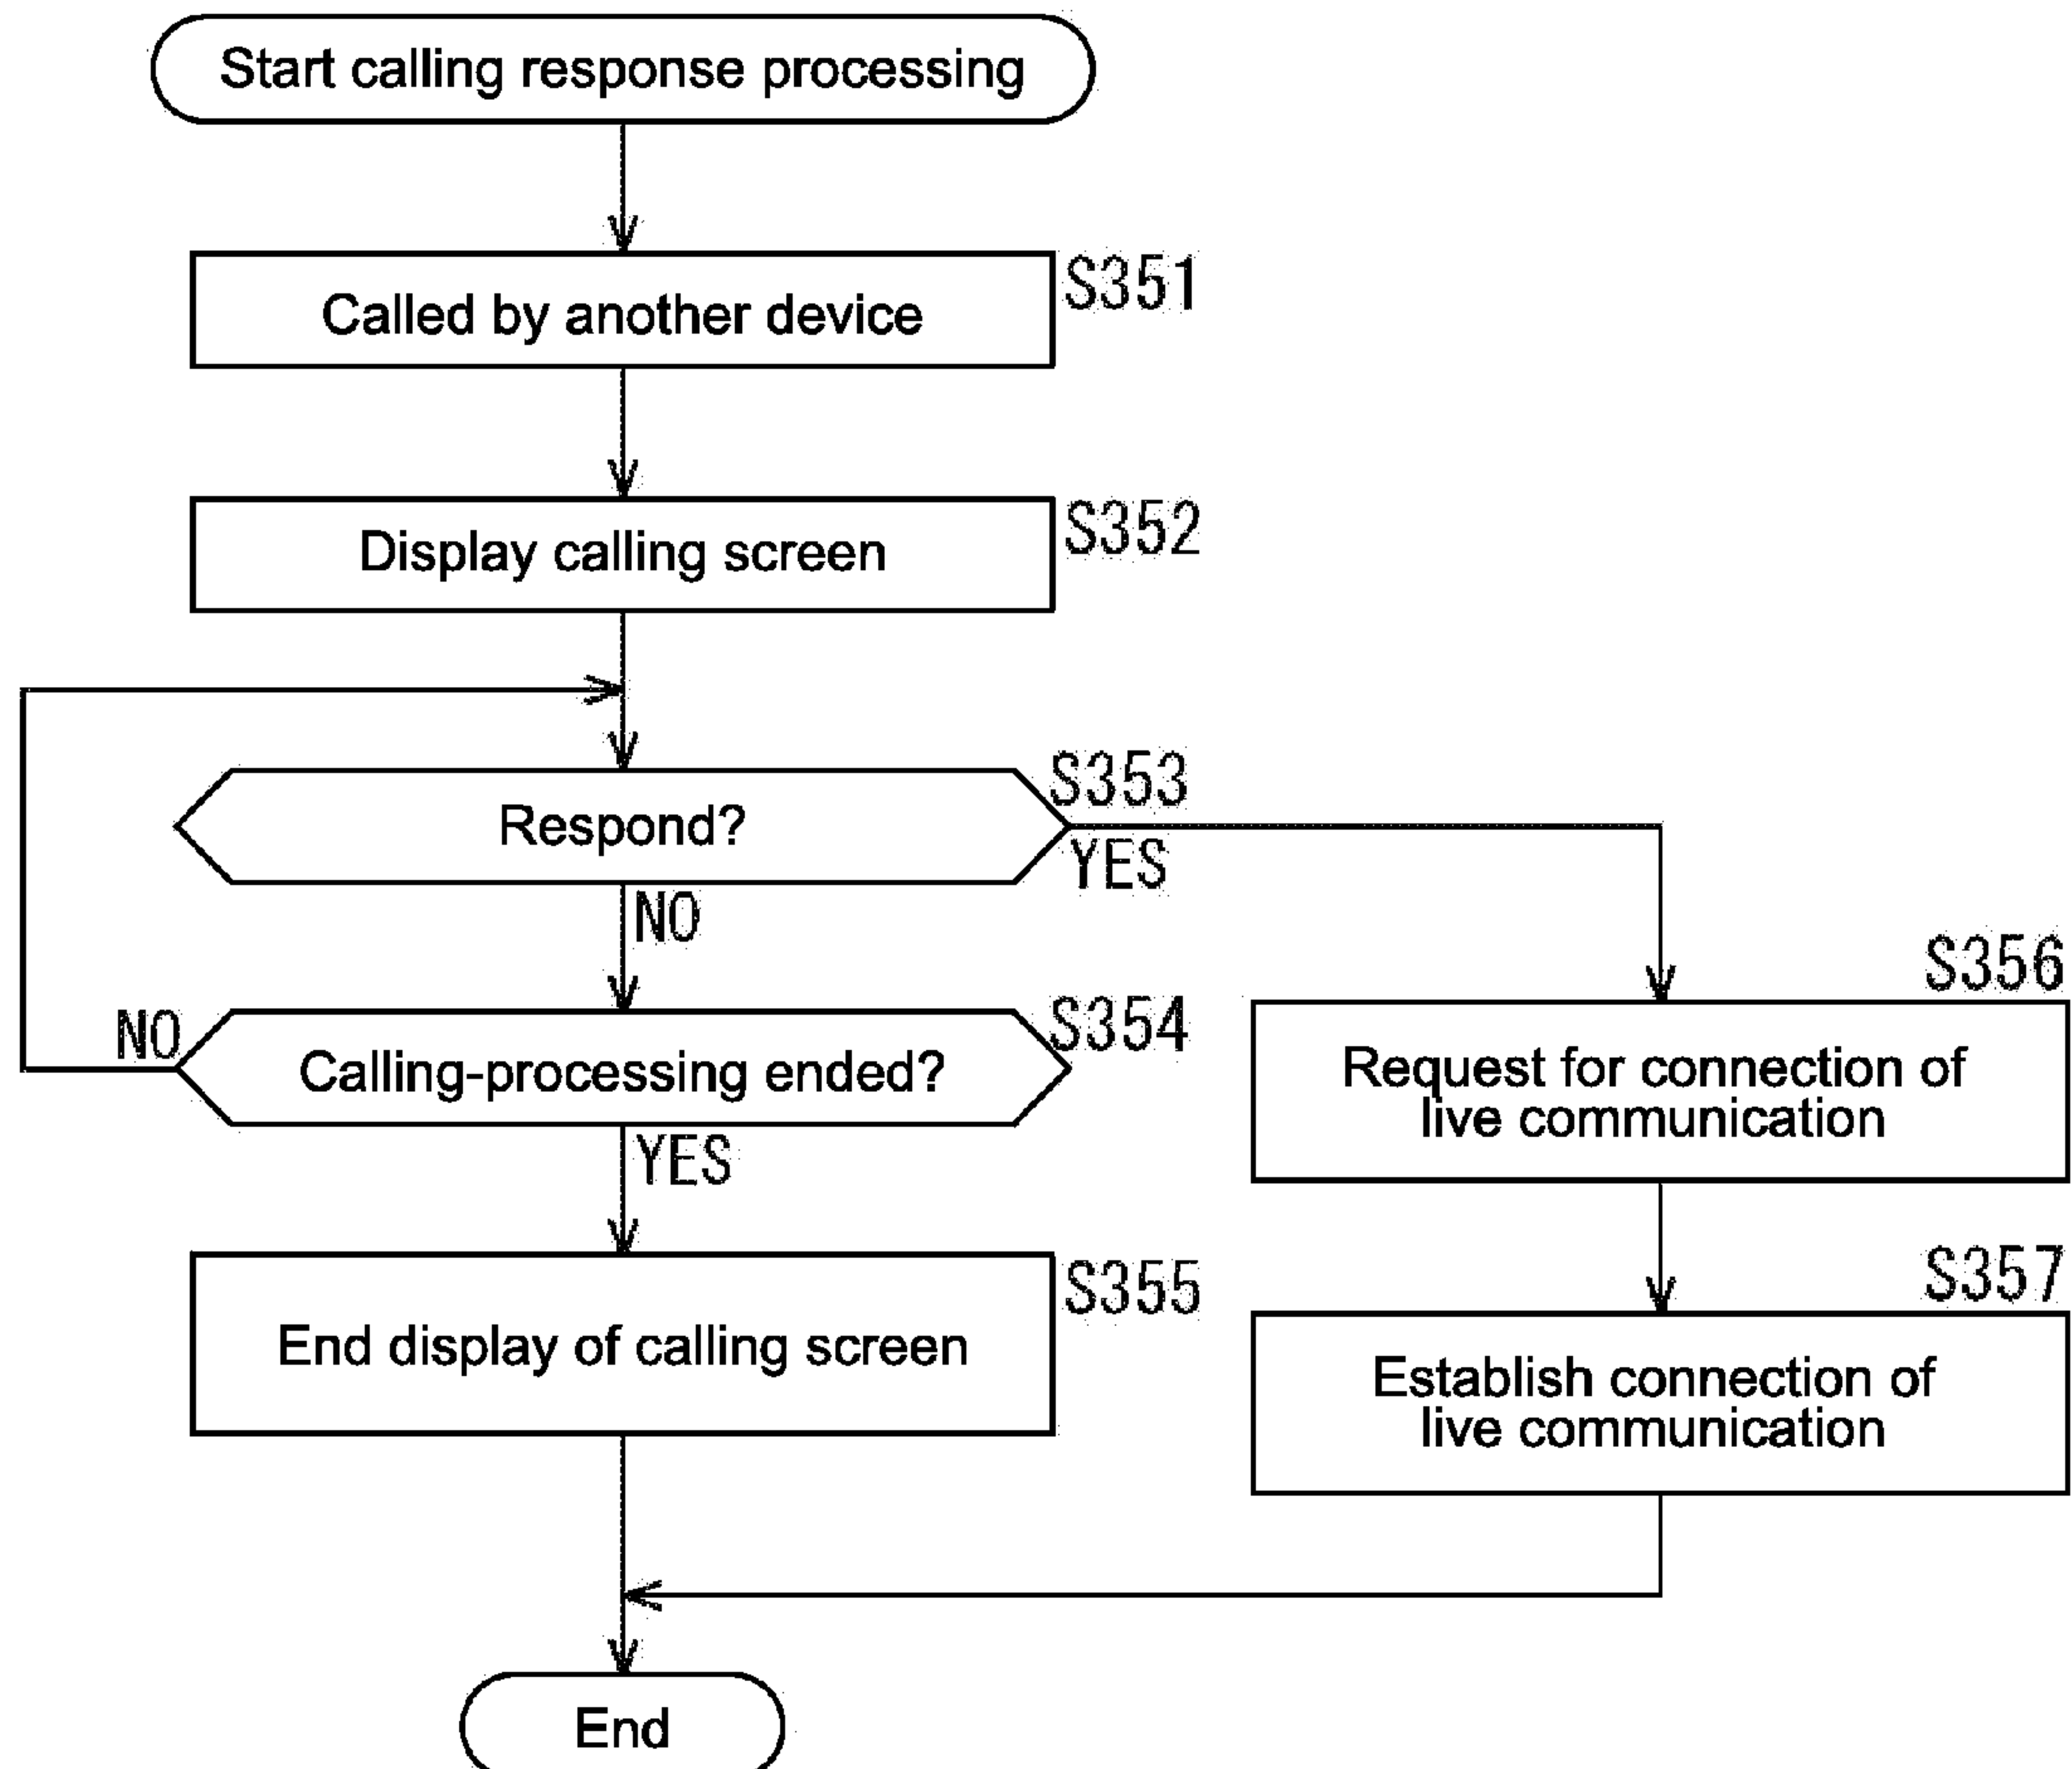 Start calling response processing
S351
Called by another device
S352
Display calling screen
S353
Respond?
YES
NO
S354
NO
Calling-processing ended?
YES
S355
End display of calling screen
S356
Request for connection of
live communication
S357
Establish connection of
live communication
End